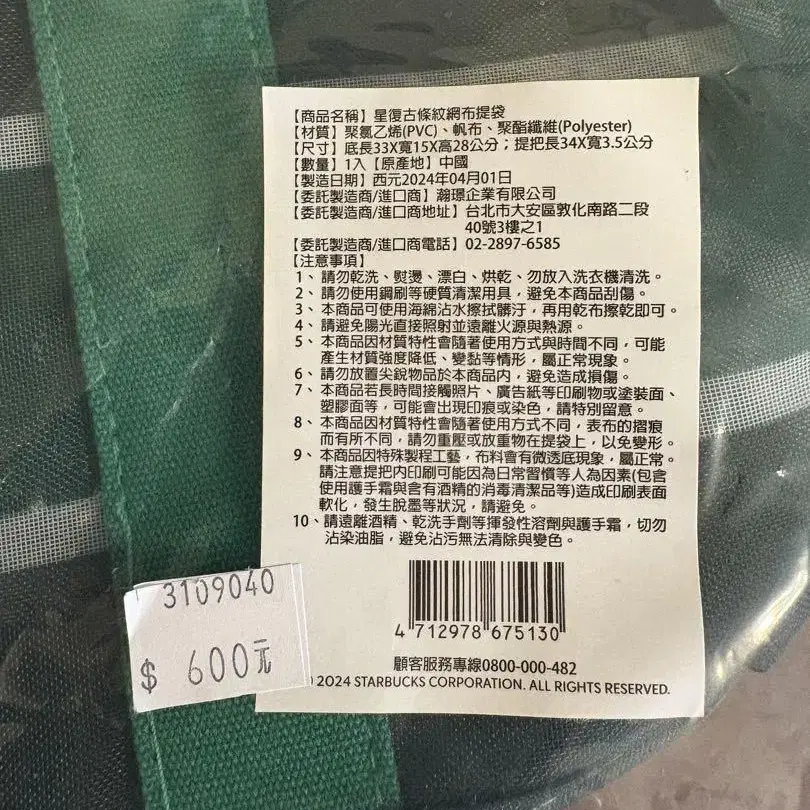 【商品名稱】星復古條紋網布提袋
【材質】聚氯乙烯(PVC)、帆布、聚酯纖維(Polyester)
【尺寸】底長33X寬15X高28公分；提把長34X寬3.5公分
【數量】1入【原產地】中國
【製造日期】西元2024年04月01日
【委託製造商/進口商】瀚璟企業有限公司
【委託製造商/進口商地址】台北市大安區敦化南路二段
40號3樓之1
【委託製造商/進口商電話】02-2897-6585
【注意事項】
1、請勿乾洗、熨燙、漂白、烘乾、勿放入洗衣機清洗。
2、請勿使用鋼刷等硬質清潔用具，避免本商品刮傷。
3、本商品可使用海綿沾水擦拭髒汙，再用乾布擦乾即可。
4、請避免陽光直接照射並遠離火源與熱源。
5、本商品因材質特性會隨著使用方式與時間不同，可能
產生材質強度降低、變黏等情形，屬正常現象。
6、請勿放置尖銳物品於本商品內，避免造成損傷。
7、本商品若長時間接觸照片、廣告紙等印刷物或塗裝面、
塑膠面等，可能會出現印痕或染色，請特別留意。
8、本商品因材質特性會隨著使用方式不同，表布的摺痕
而有所不同，請勿重壓或放重物在提袋上，以免變形。
9、本商品因特殊製程工藝，布料會有微透底現象，屬正常。
請注意提把內印刷可能因為日常習慣等人為因素(包含
使用護手霜與含有酒精的消毒清潔品等)造成印刷表面
軟化，發生脫墨等狀況，請避免。
10、請遠離酒精、乾洗手劑等揮發性溶劑與護手霜，切勿
沾染油脂，避免沾污無法清除與變色。
4 712978 675130
顧客服務專線0800-000-482
2024 STARBUCKS CORPORATION. ALL RIGHTS RESERVED.
3109040
$ 600元